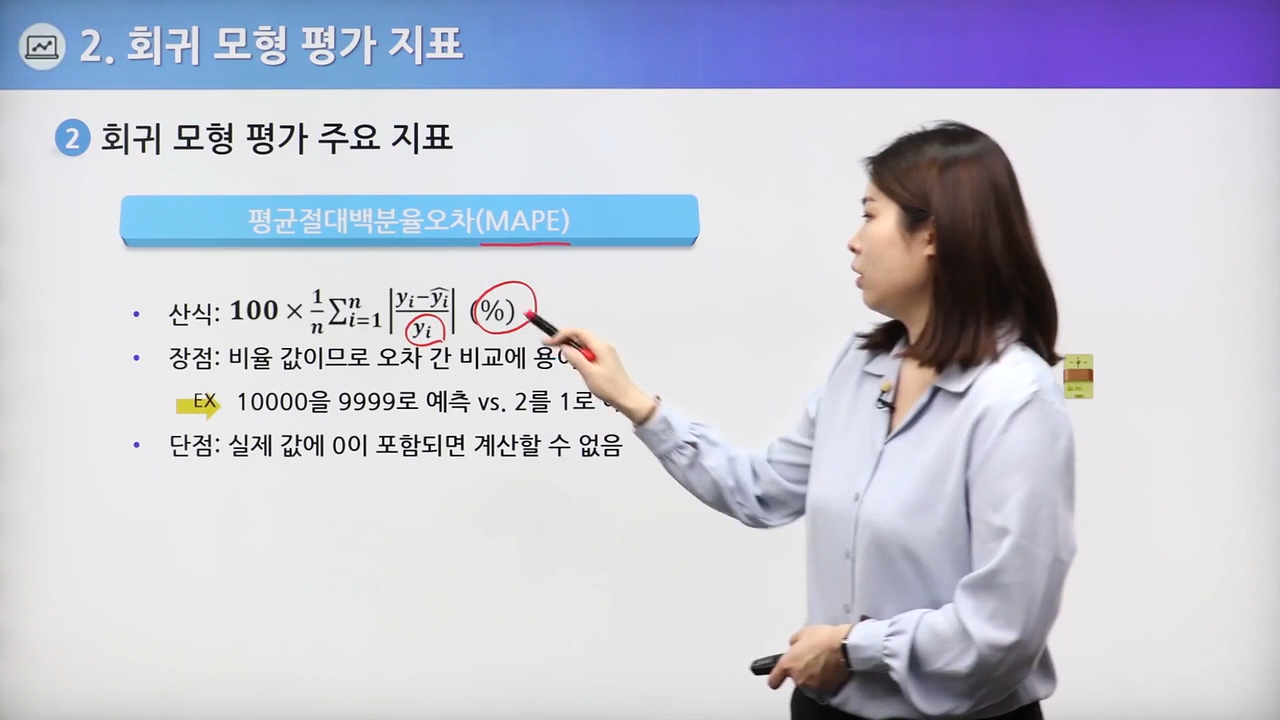 2. 회귀 모형 평가 지표
2 회귀 모형 평가 주요 지표
평균절대백분율오차(MAPE)
• 산식: 100 × 1/n ∑ⁿᵢ₌₁ |yᵢ−ŷᵢ / yᵢ| (%)
• 장점: 비율 값이므로 오차 간 비교에
EX 10000을 9999로 예측 vs. 2를 1로
• 단점: 실제 값에 0이 포함되면 계산할 수 없음